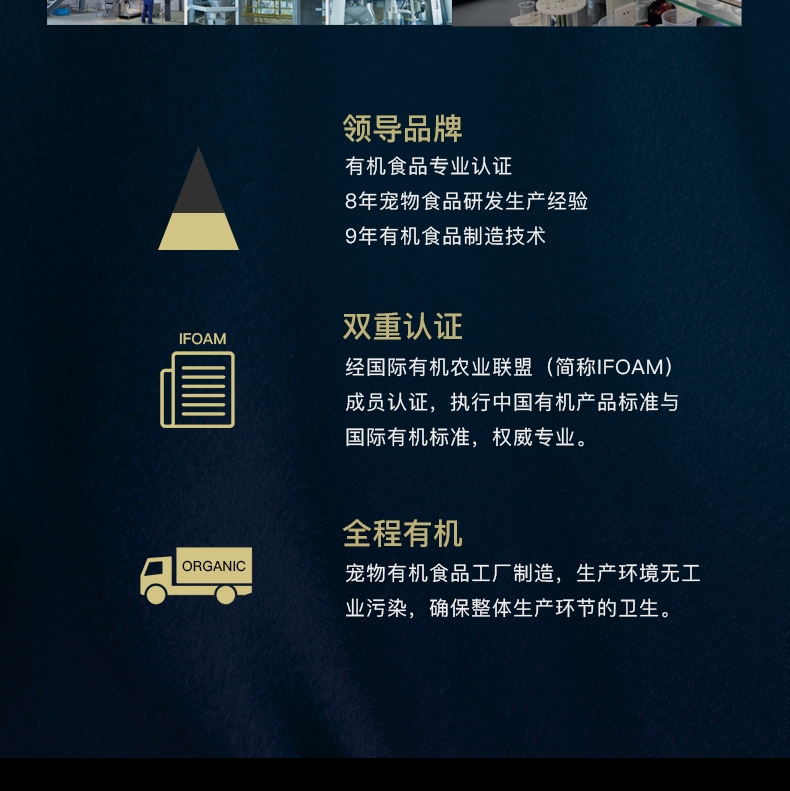 领导品牌
有机食品专业认证
8年宠物食品研发生产经验
9年有机食品制造技术
IFOAM
双重认证
经国际有机农业联盟（简称IFOAM）
成员认证，执行中国有机产品标准与
国际有机标准，权威专业。
ORGANIC
全程有机
宠物有机食品工厂制造，生产环境无工
业污染，确保整体生产环节的卫生。